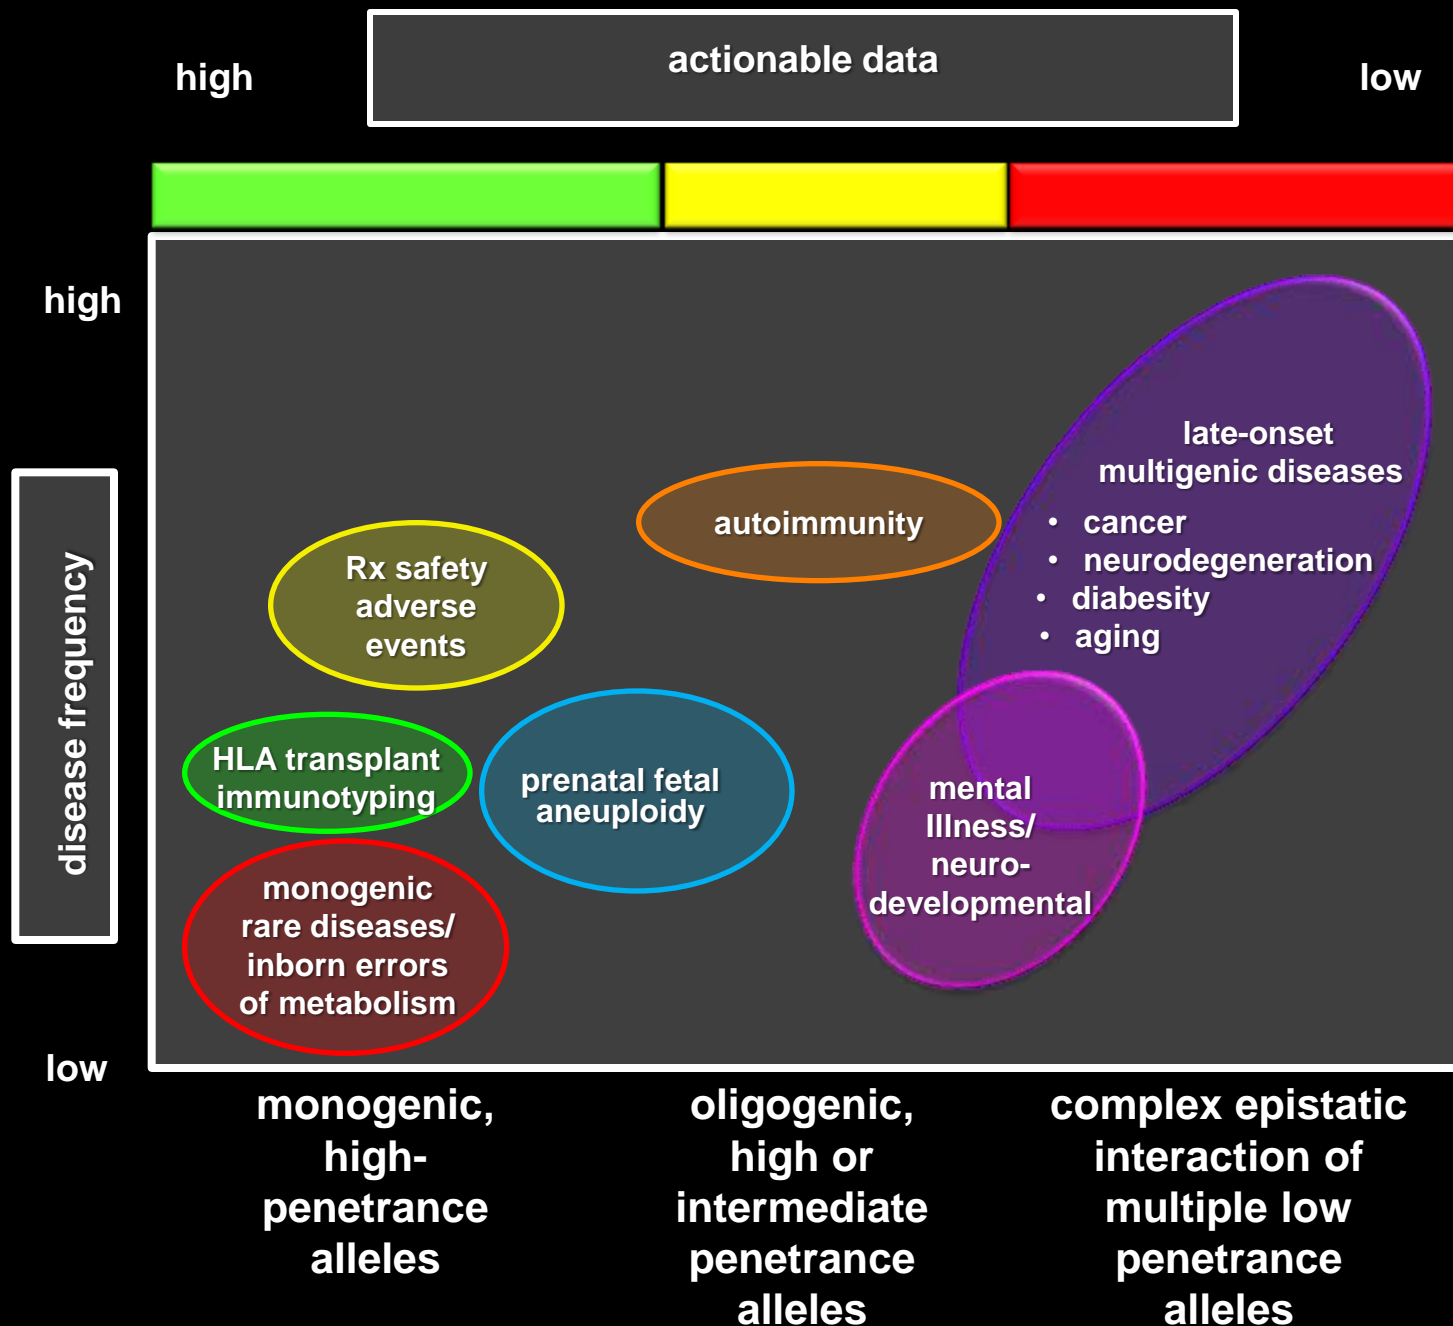 actionable data
high
low
high
late-onset
multigenic diseases
• cancer
• neurodegeneration
• diabesity
• aging
autoimmunity
Rx safety
adverse
events
disease frequency
HLA transplant
immunotyping
prenatal fetal
aneuploidy
mental
Illness/
neuro-
developmental
monogenic
rare diseases/
inborn errors
of metabolism
low
monogenic,
high-
penetrance
alleles
oligogenic,
high or
intermediate
penetrance
alleles
complex epistatic
interaction of
multiple low
penetrance
alleles